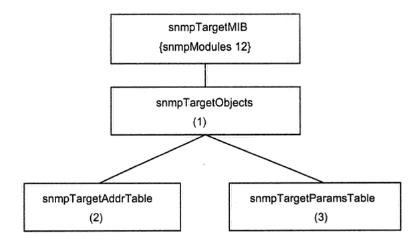 snmpTargetMIB
{snmpModules 12}
snmpTargetObjects
(1)
snmpTargetAddrTable
(2)
snmpTargetParamsTable
(3)